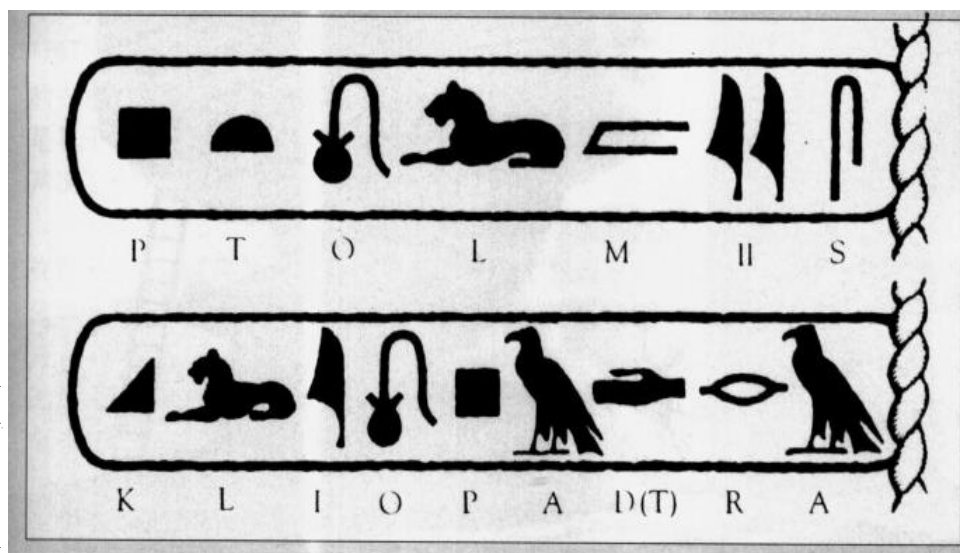 𓊪 𓏏 𓍯 𓃭 𓐝 𓇌 𓋴
P T O L M II S
𓈎 𓃭 𓇋 𓍯 𓊪 𓄿 𓂧 𓂋 𓄿
K L I O P A D(T) R A